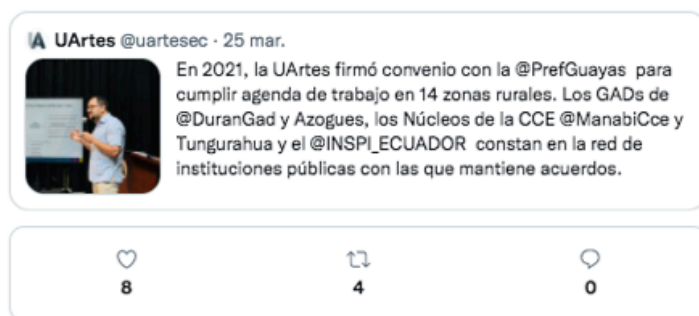 UArtes @uartesec · 25 mar.
En 2021, la UArtes firmó convenio con la @PrefGuayas para
cumplir agenda de trabajo en 14 zonas rurales. Los GADs de
@DuranGad y Azogues, los Núcleos de la CCE @ManabiCce y
Tungurahua y el @INSPI_ECUADOR constan en la red de
instituciones públicas con las que mantiene acuerdos.
8 4 0